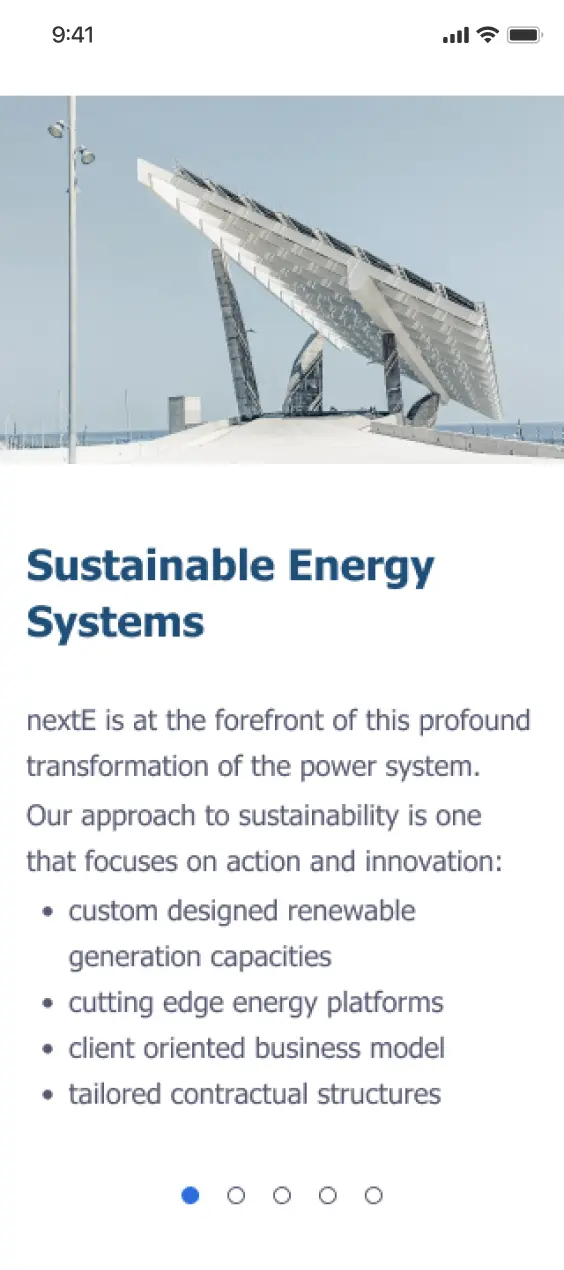 9:41
Sustainable Energy
Systems
nextE is at the forefront of this profound
transformation of the power system.
Our approach to sustainability is one
that focuses on action and innovation:
• custom designed renewable
generation capacities
• cutting edge energy platforms
• client oriented business model
• tailored contractual structures